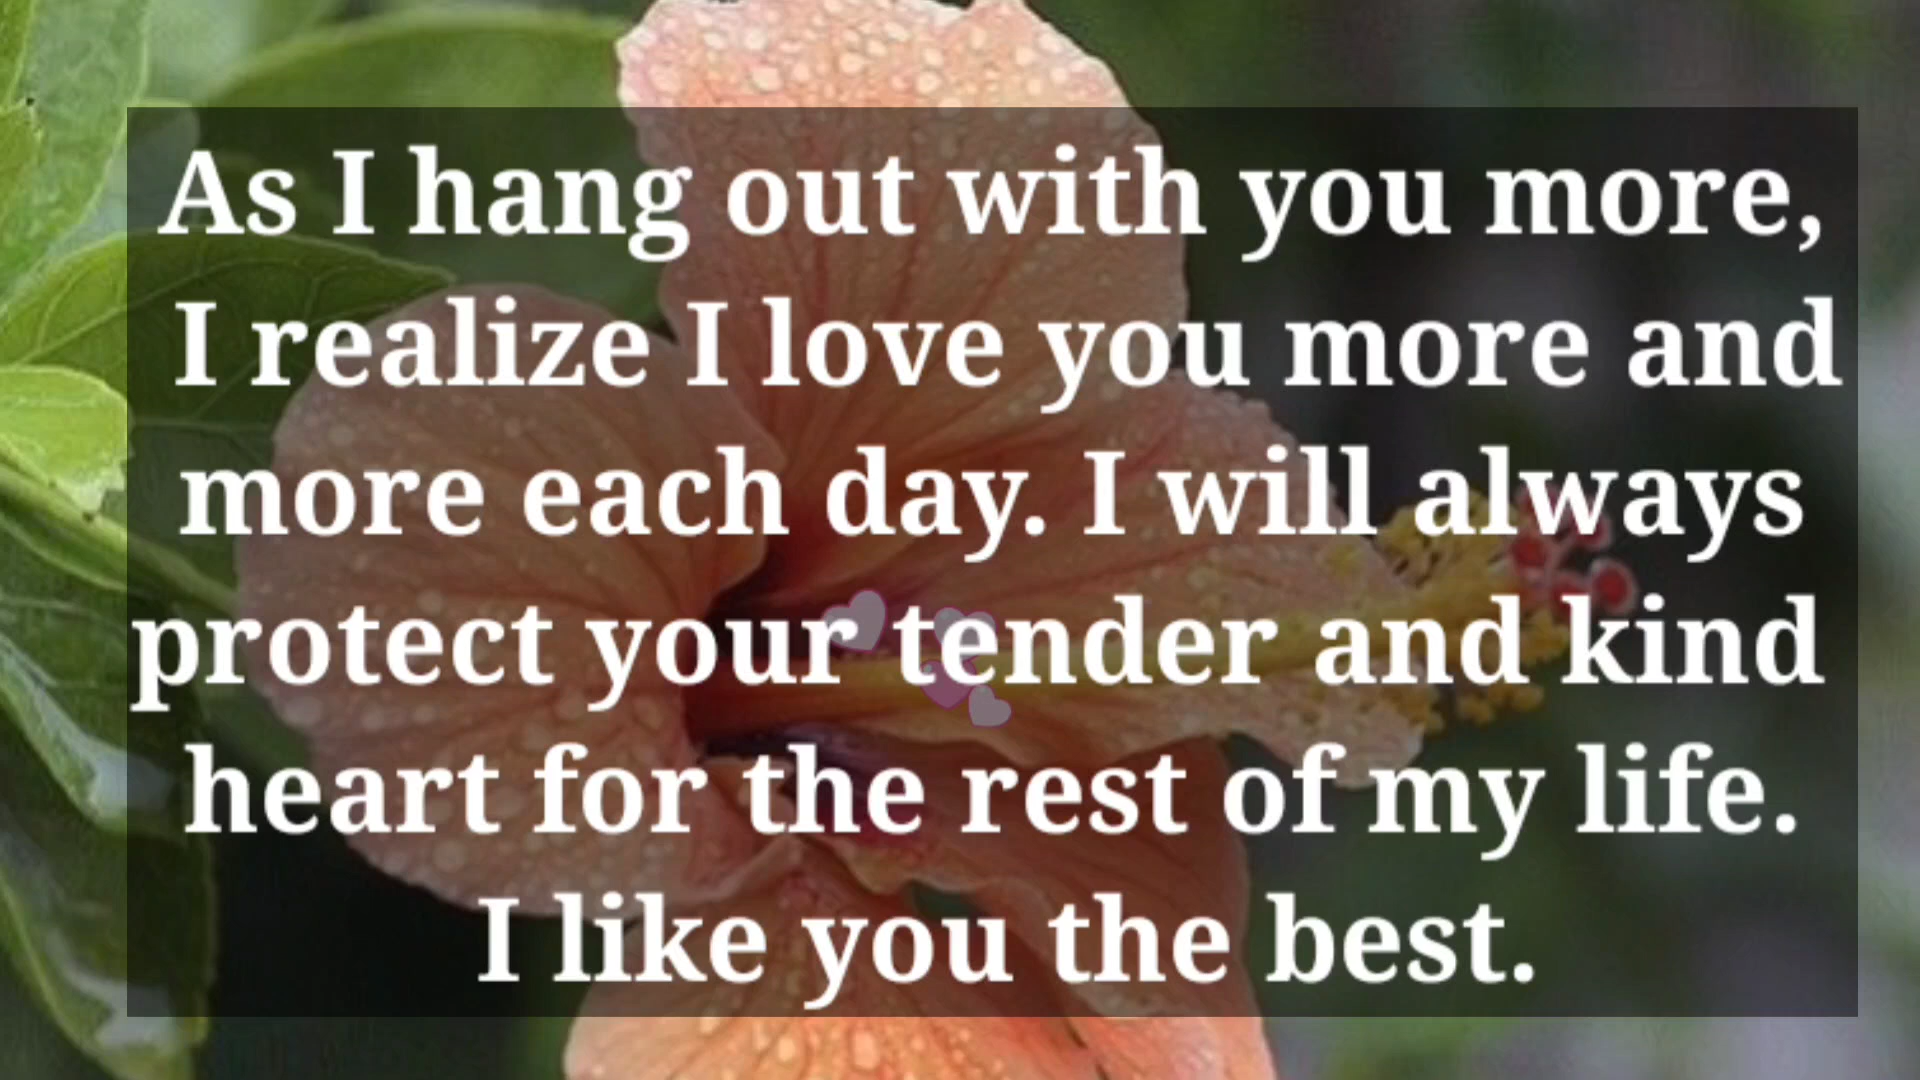 As I hang out with you more,
I realize I love you more and
more each day. I will always
protect your tender and kind
heart for the rest of my life.
I like you the best.